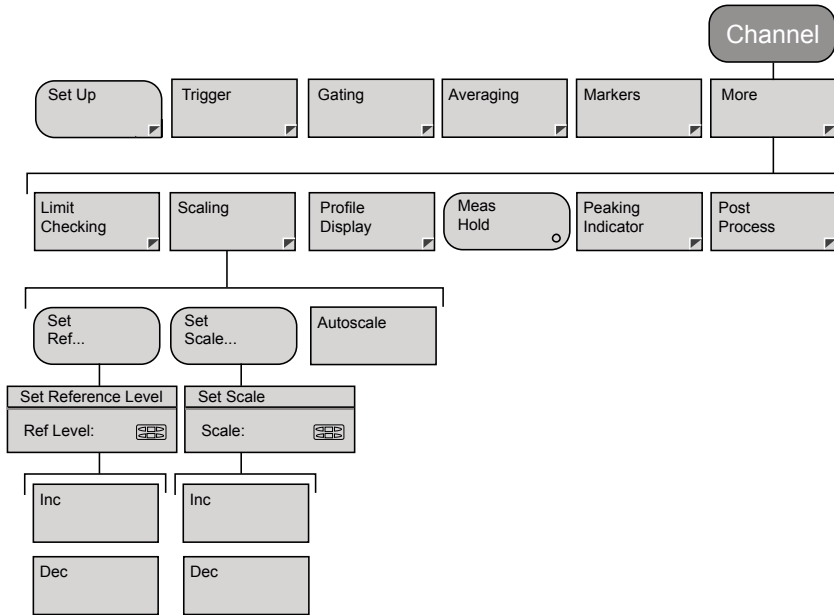 Channel
Set Up
Trigger
Gating
Averaging
Markers
More
Limit
Checking
Scaling
Profile
Display
Meas
Hold
Peaking
Indicator
Post
Process
Set
Ref...
Set
Scale...
Autoscale
Set Reference Level
Ref Level:
Set Scale
Scale:
Inc
Inc
Dec
Dec